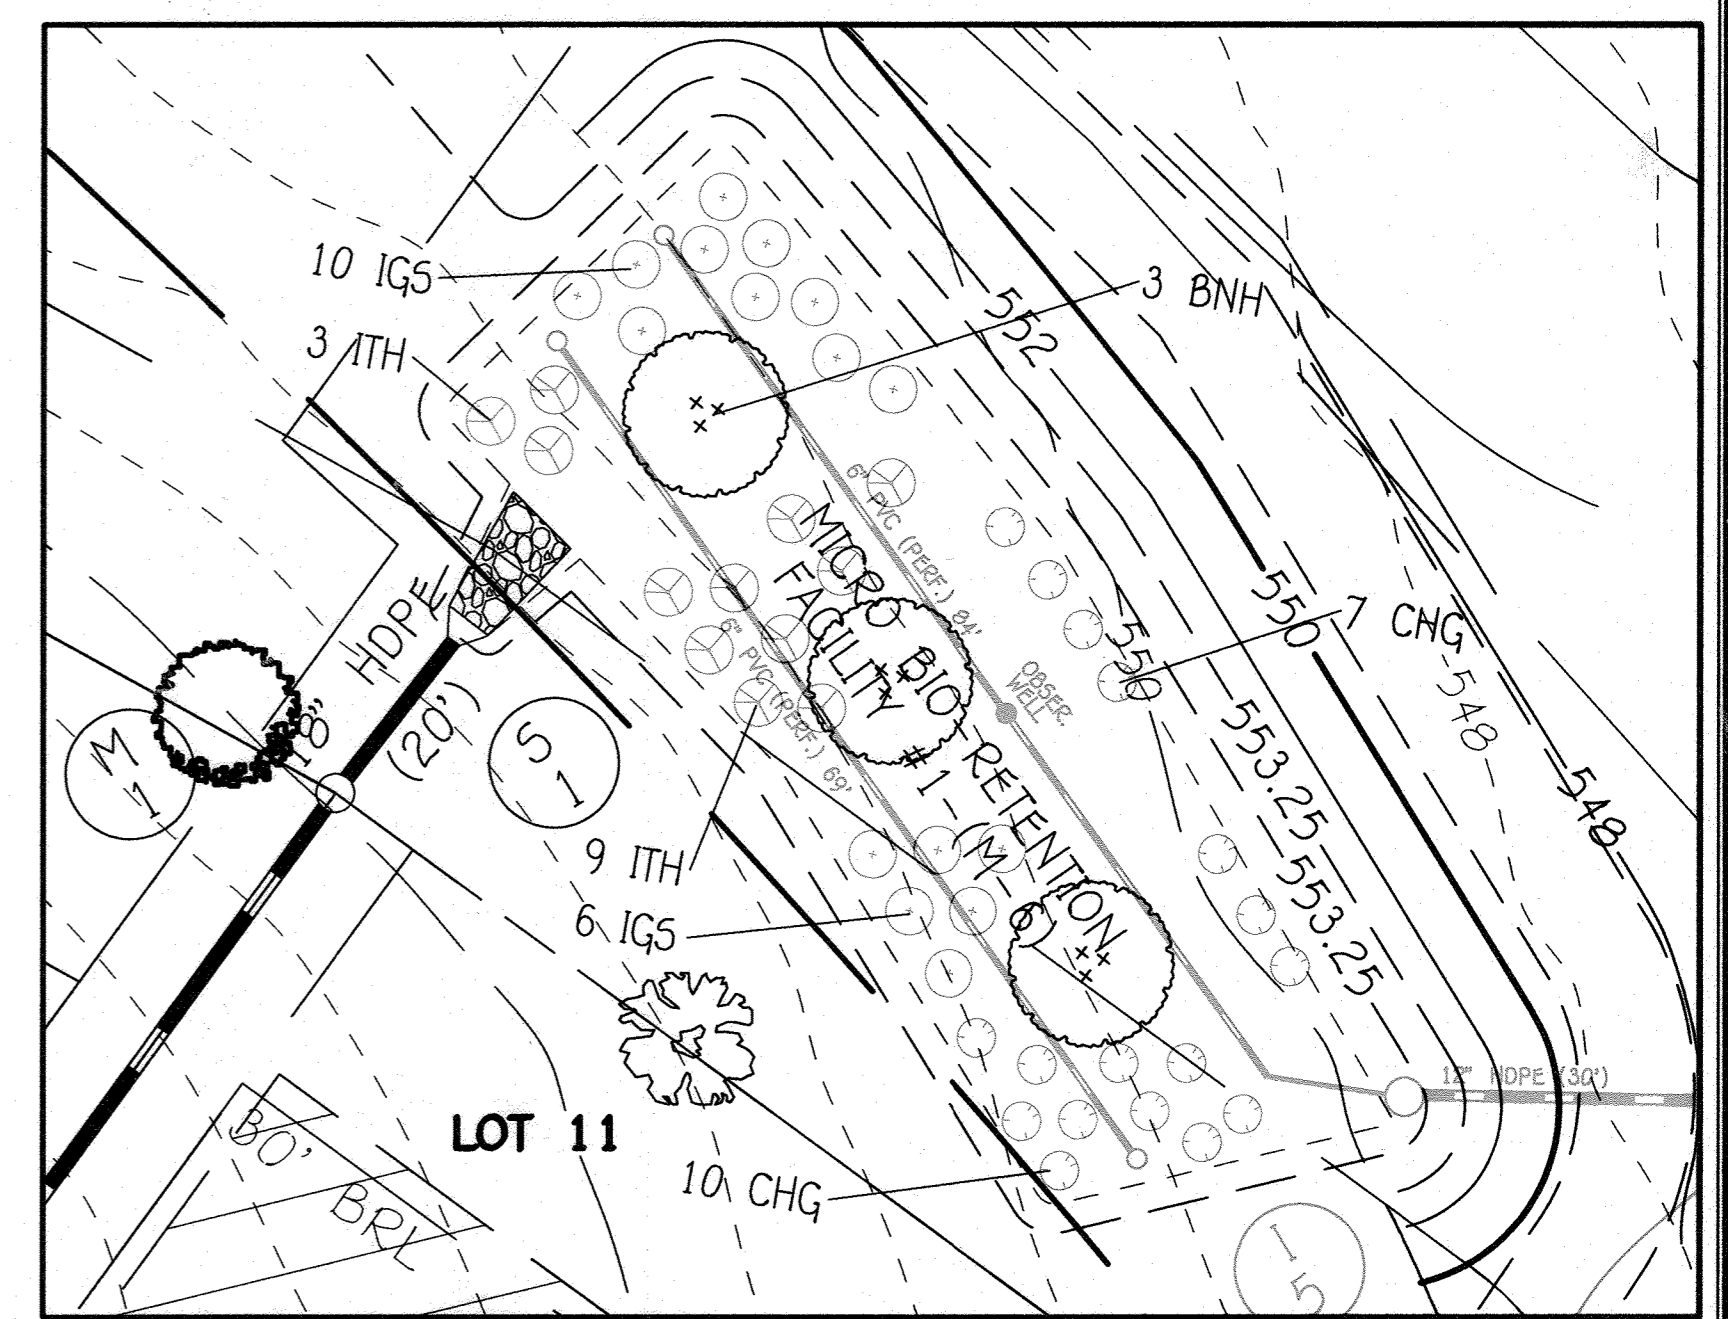 10 IGS
3 BNH
552
3 ITH
6" PVC (PERF.) 84'
MICRO BIO RETENTION
FACILITY #1 (M-6)
HDPE
18"
(20')
550
7 CHG
550
548
548
OBSER.
WELL
553.25
553.25
6" PVC (PERF.) 69'
M
1
S
1
9 ITH
6 IGS
12" HDPE (30')
LOT 11
10 CHG
BRL
I
5